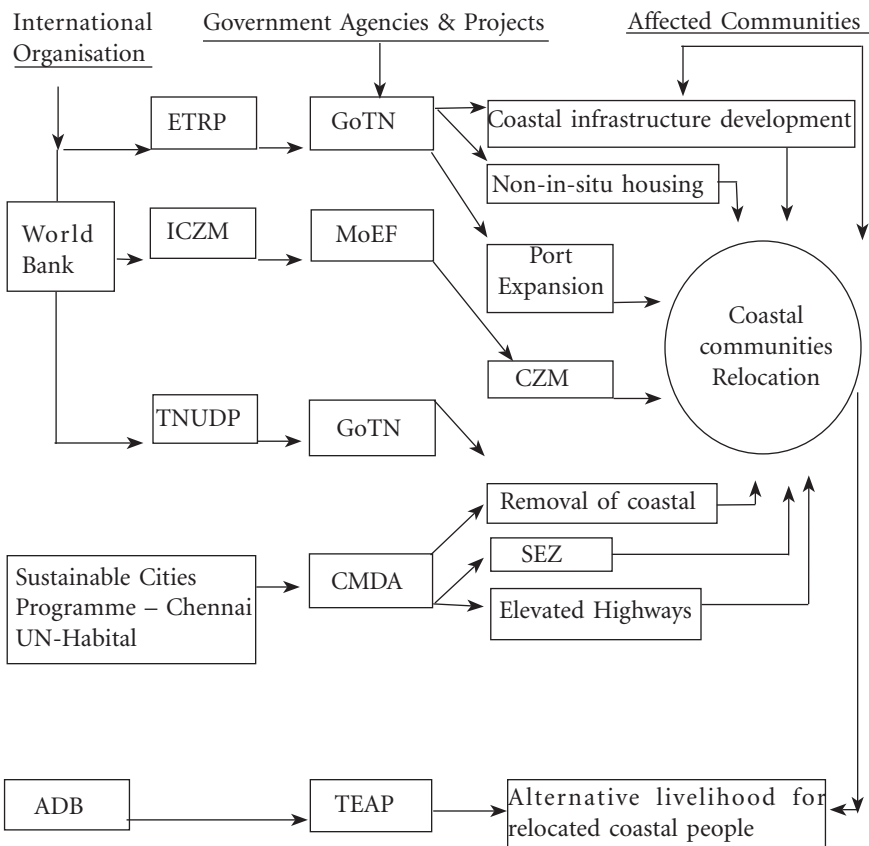 International
Organisation
Government Agencies & Projects
Affected Communities
ETRP
GoTN
Coastal infrastructure development
Non-in-situ housing
World
Bank
ICZM
MoEF
Port
Expansion
Coastal
communities
Relocation
CZM
TNUDP
GoTN
Removal of coastal
Sustainable Cities
Programme – Chennai
UN-Habital
CMDA
SEZ
Elevated Highways
ADB
TEAP
Alternative livelihood for
relocated coastal people